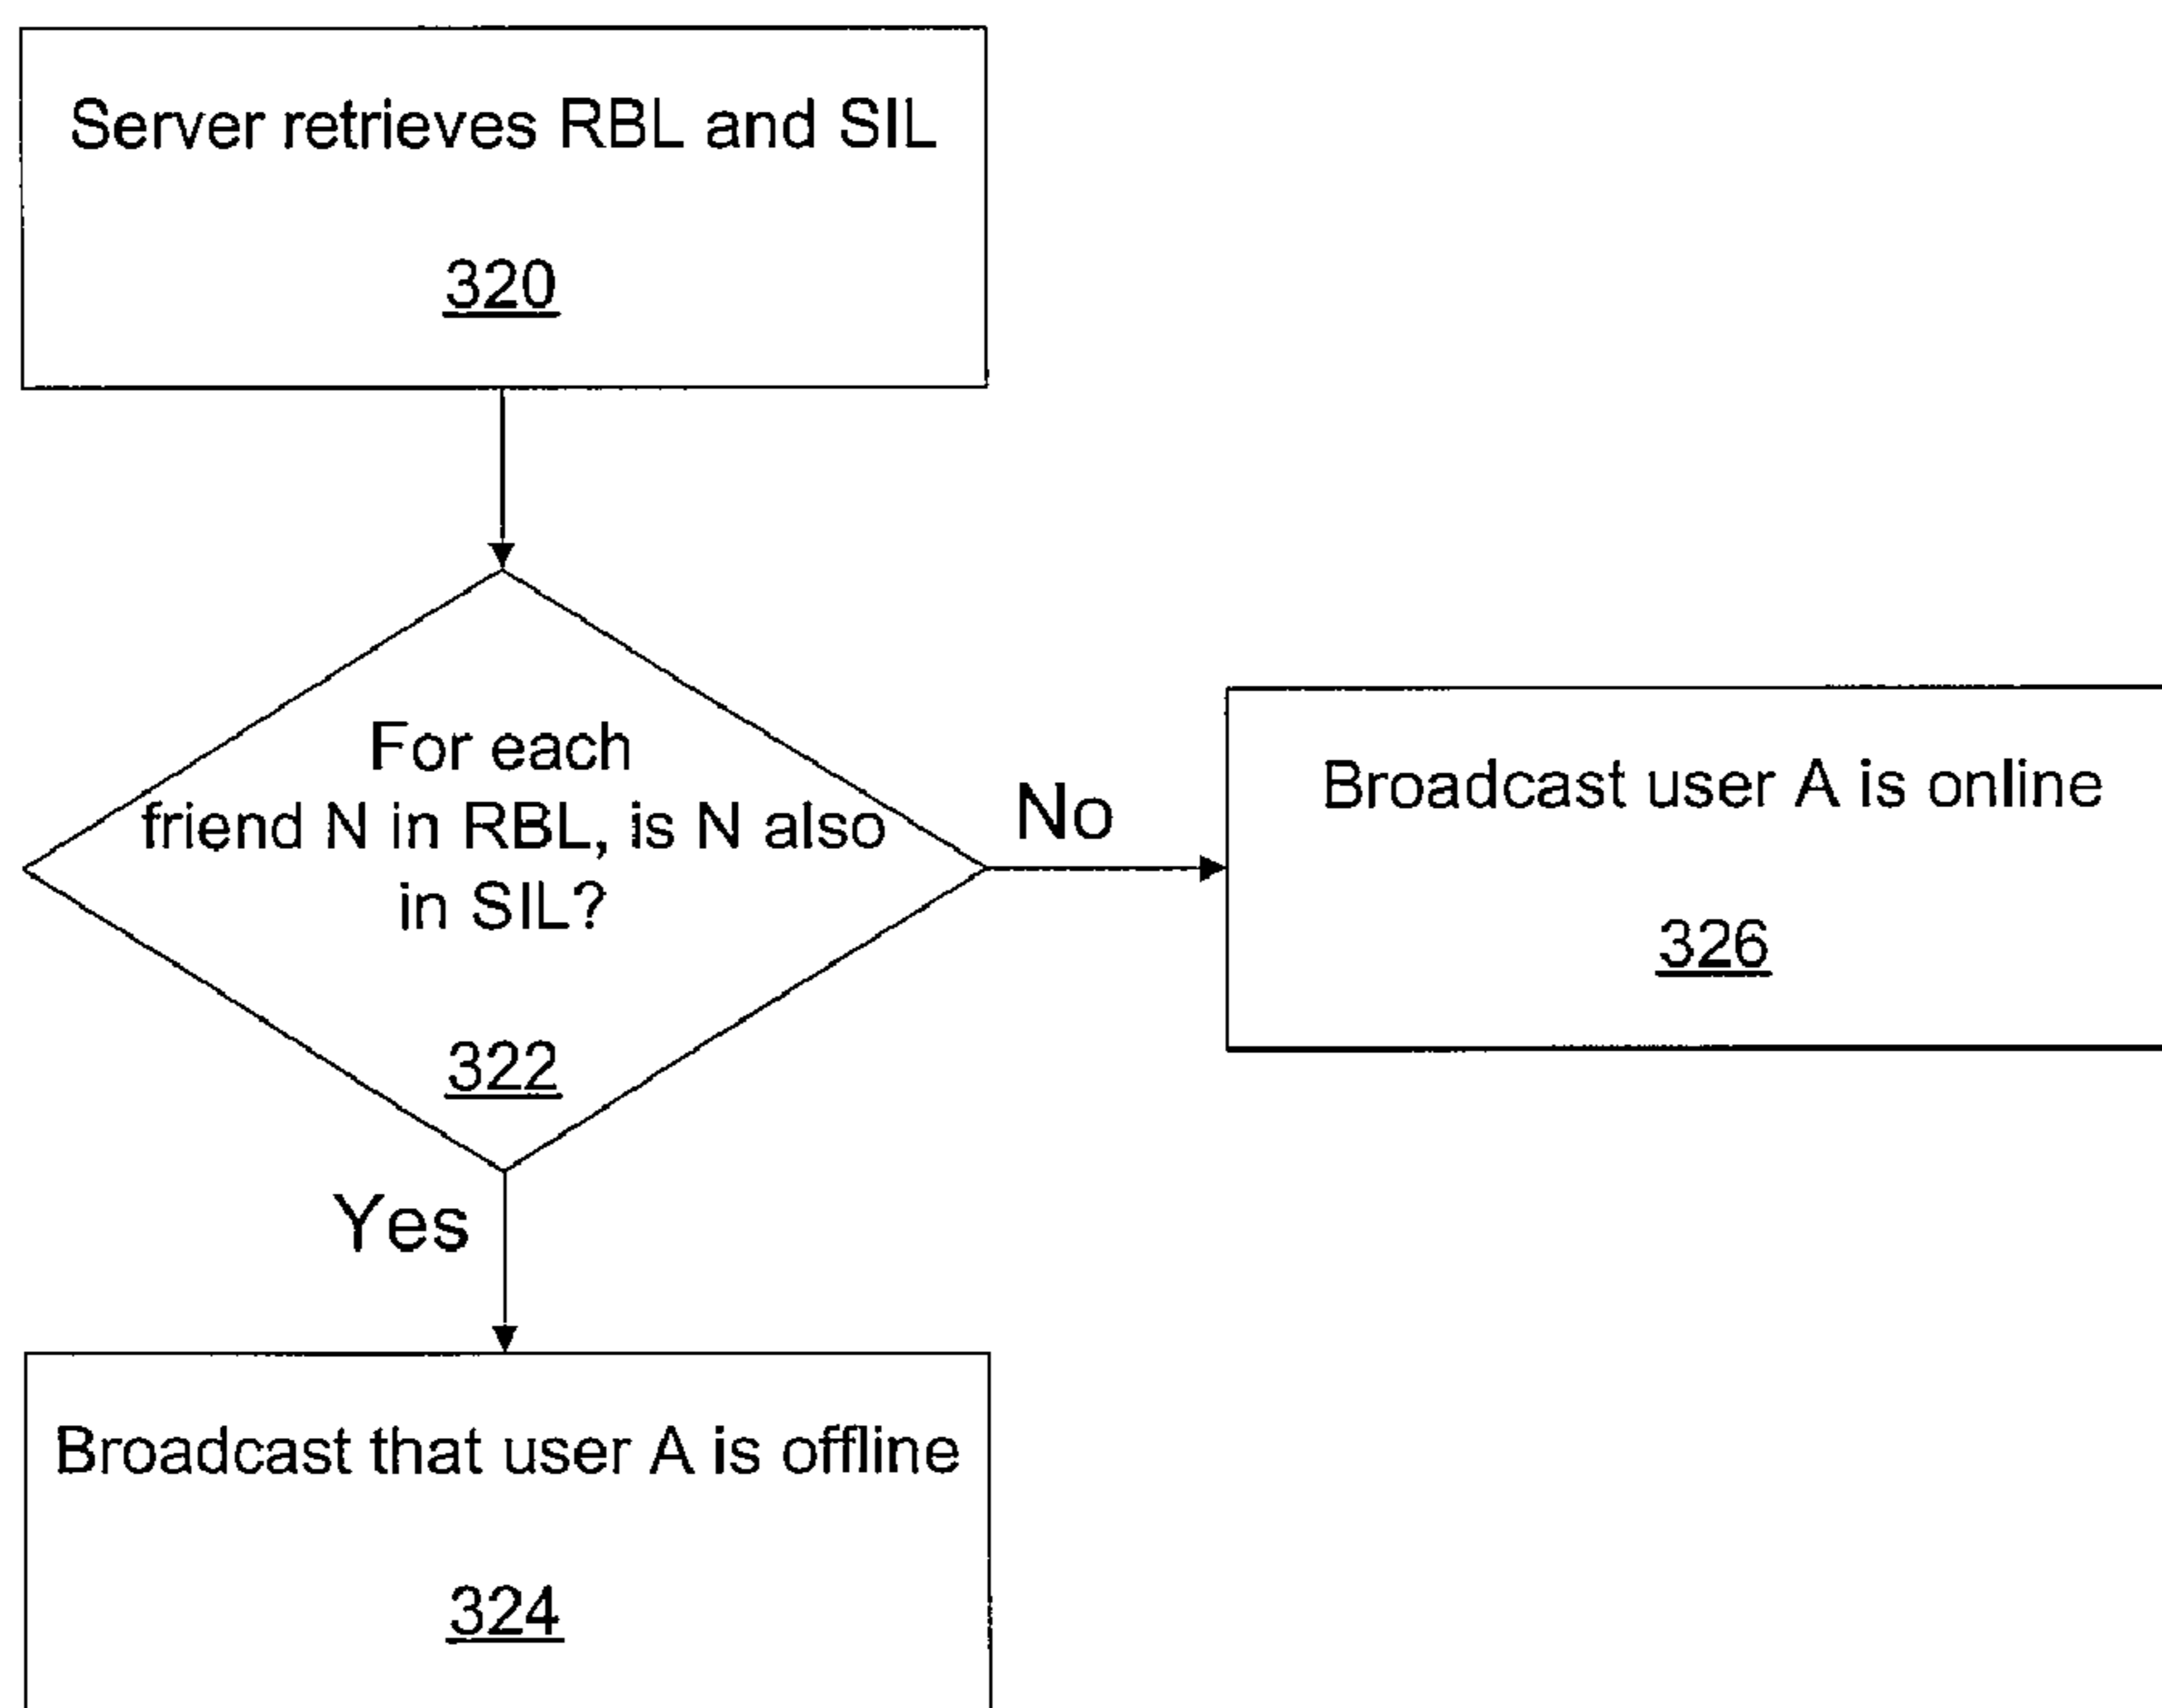 Server retrieves RBL and SIL
320
For each
friend N in RBL, is N also
in SIL?
322
No
Broadcast user A is online
326
Yes
Broadcast that user A is offline
324